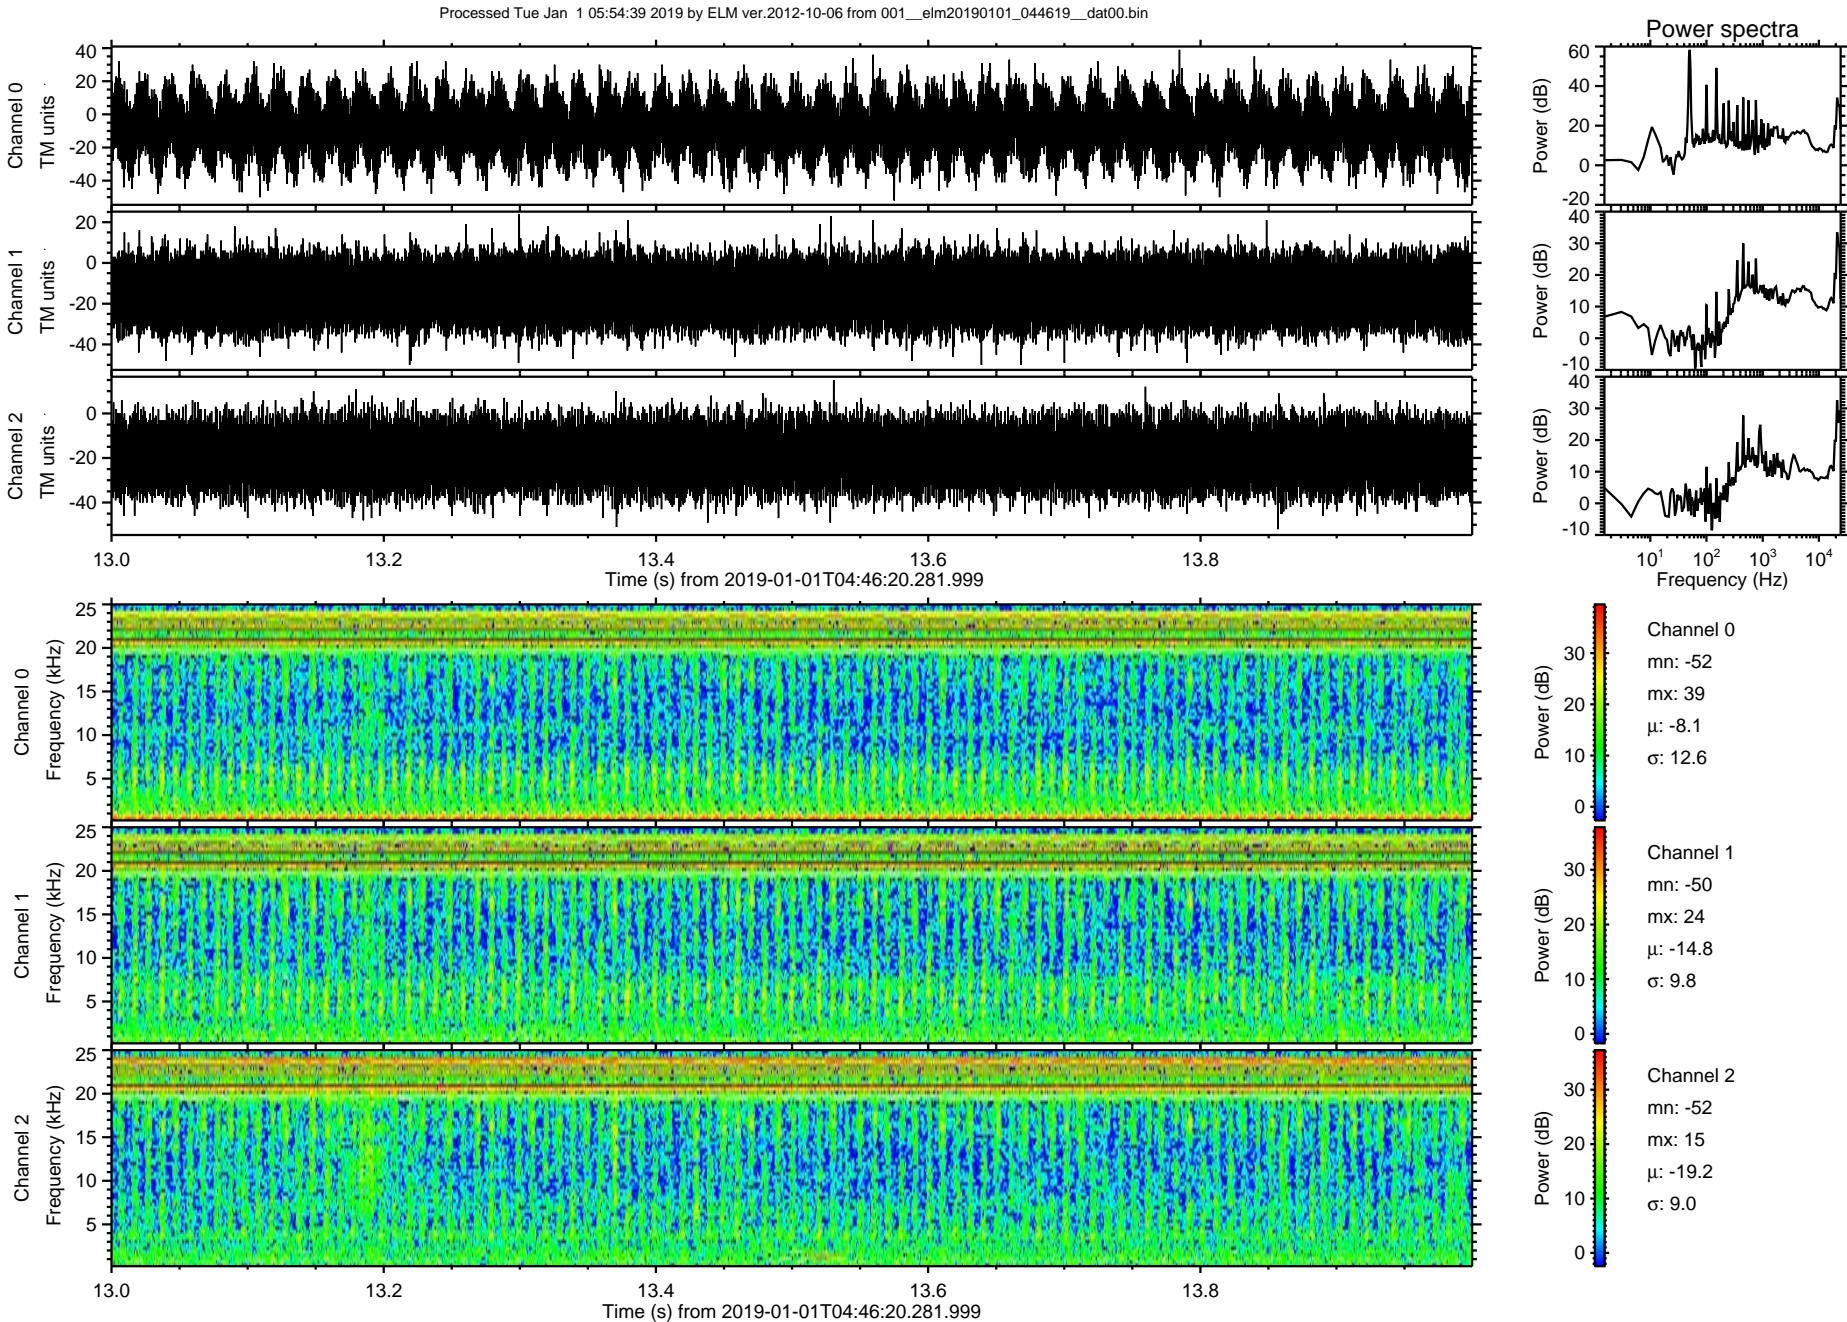 Processed Tue Jan  1 05:54:39 2019 by ELM ver.2012-10-06 from 001__elm20190101_044619__dat00.bin
Power spectra
Channel 0
TM units
40
20
0
-20
-40
Power (dB)
60
40
20
0
-20
Channel 1
TM units
20
0
-20
-40
Power (dB)
40
30
20
10
0
-10
Channel 2
TM units
0
-20
-40
Power (dB)
40
30
20
10
0
-10
13.0 13.2 13.4 13.6 13.8
Time (s) from 2019-01-01T04:46:20.281.999
10^1 10^2 10^3 10^4
Frequency (Hz)
Channel 0
Frequency (kHz)
25
20
15
10
5
Power (dB)
30
20
10
0
Channel 0
mn: -52
mx: 39
μ: -8.1
σ: 12.6
Channel 1
Frequency (kHz)
25
20
15
10
5
Power (dB)
30
20
10
0
Channel 1
mn: -50
mx: 24
μ: -14.8
σ: 9.8
Channel 2
Frequency (kHz)
25
20
15
10
5
Power (dB)
30
20
10
0
Channel 2
mn: -52
mx: 15
μ: -19.2
σ: 9.0
13.0 13.2 13.4 13.6 13.8
Time (s) from 2019-01-01T04:46:20.281.999